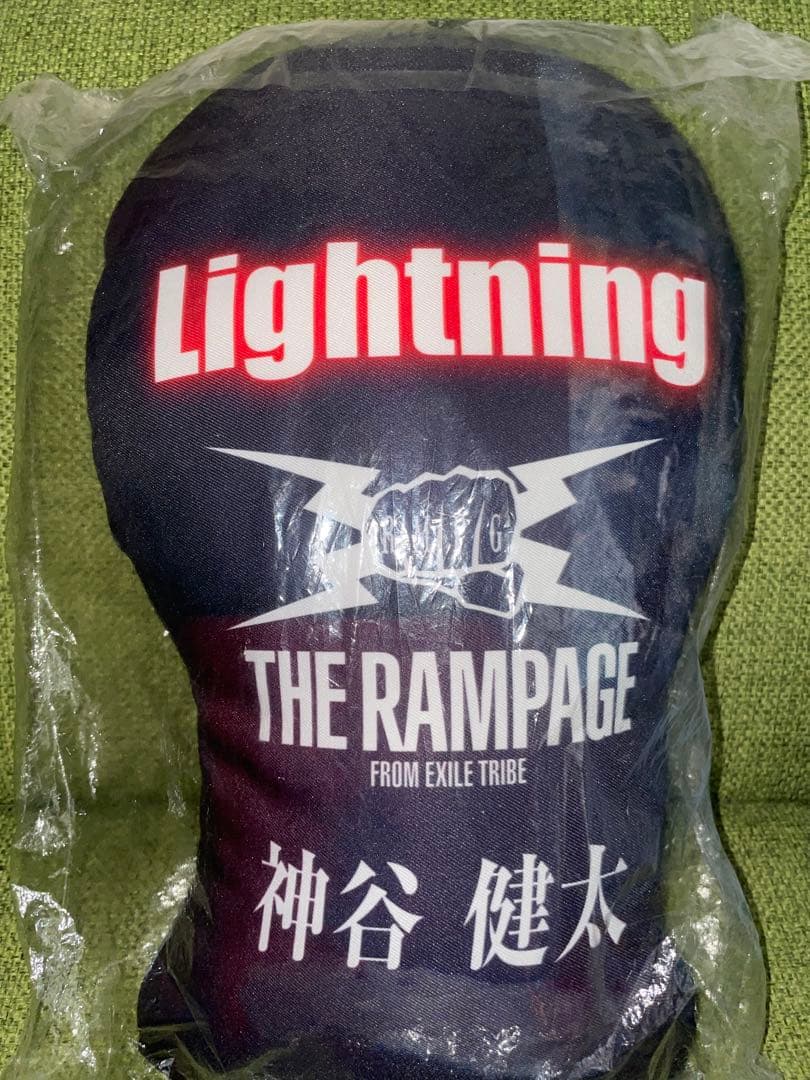 Lightning
THE RAMPAGE
FROM EXILE TRIBE
神谷 健太